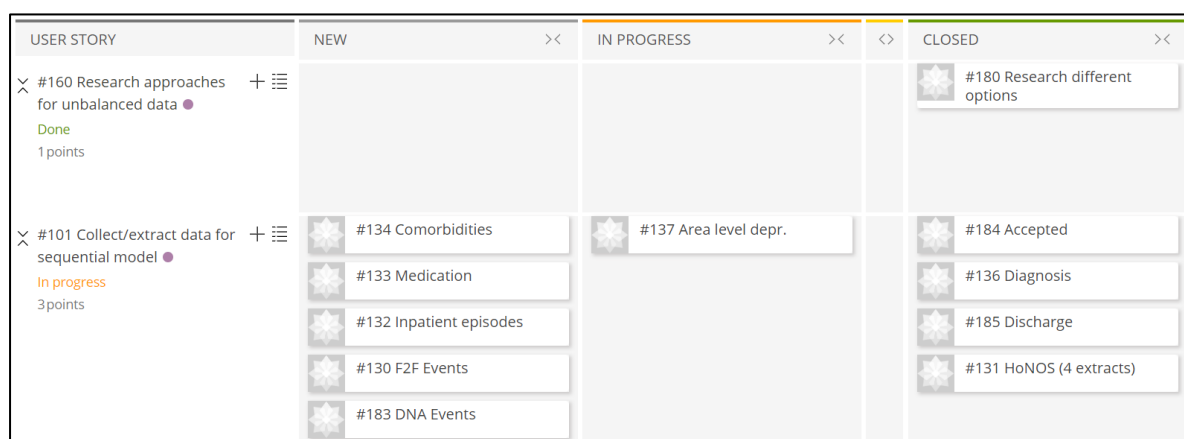 USER STORY
NEW
IN PROGRESS
CLOSED
#160 Research approaches
for unbalanced data
Done
1 points
#180 Research different
options
#101 Collect/extract data for
sequential model
In progress
3 points
#134 Comorbidities
#133 Medication
#132 Inpatient episodes
#130 F2F Events
#183 DNA Events
#137 Area level depr.
#184 Accepted
#136 Diagnosis
#185 Discharge
#131 HoNOS (4 extracts)